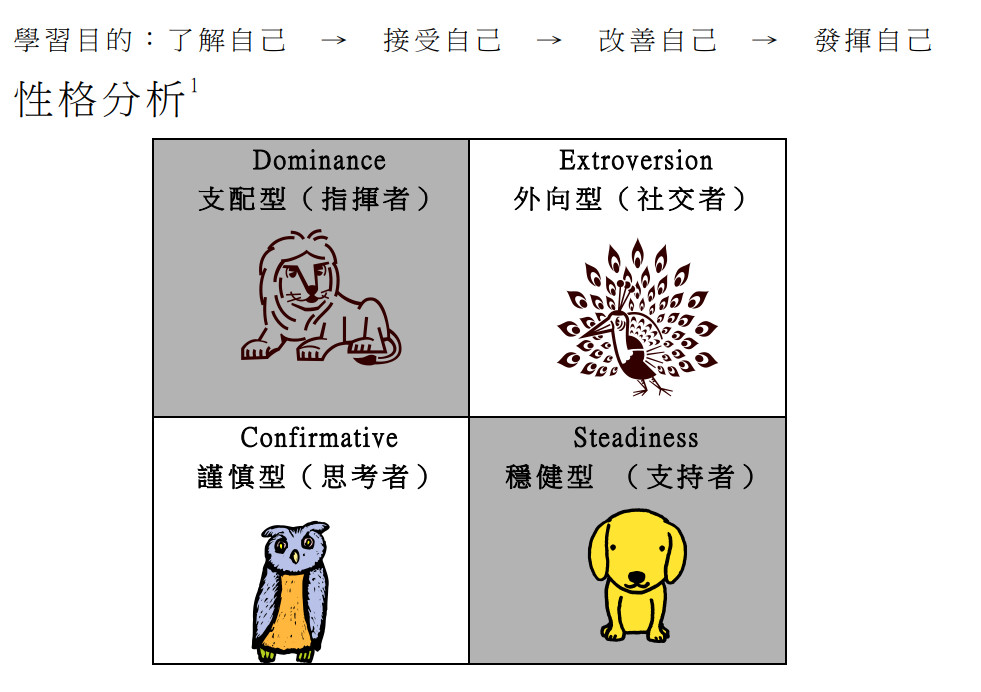 學習目的：了解自己 → 接受自己 → 改善自己 → 發揮自己
性格分析1
Dominance
支配型（指揮者）
Extroversion
外向型（社交者）
Confirmative
謹慎型（思考者）
Steadiness
穩健型 （支持者）